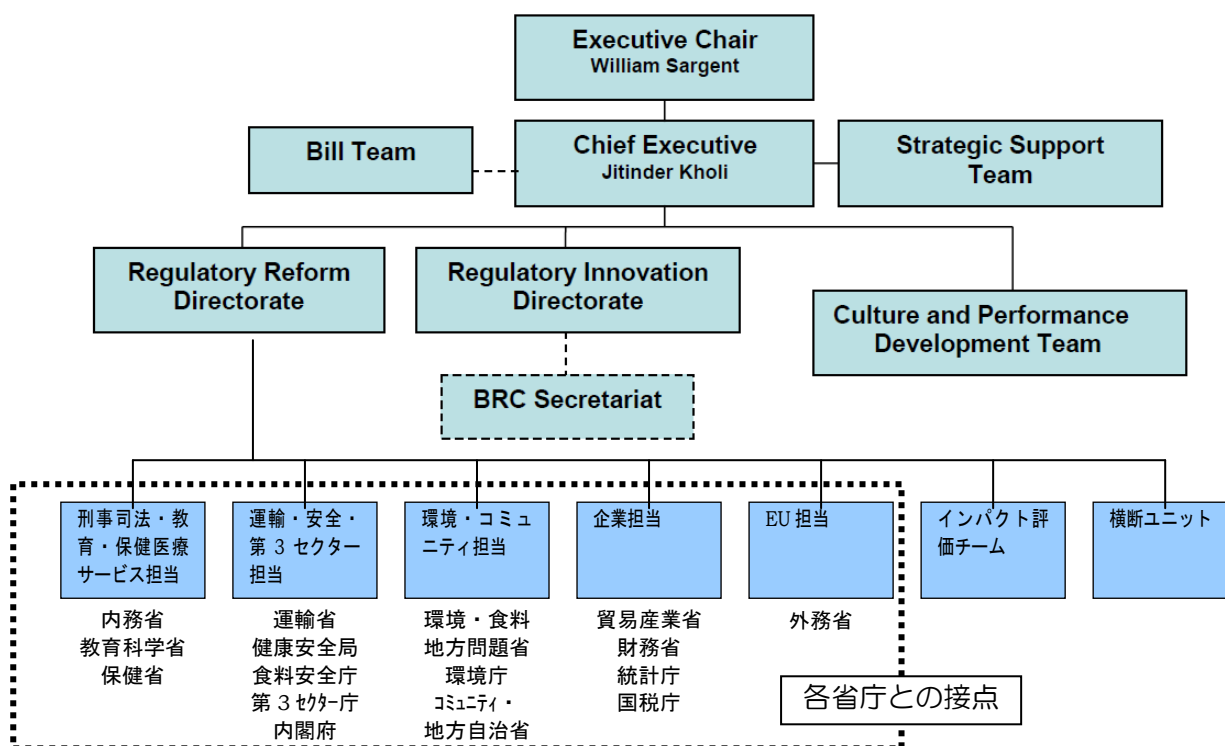 Executive Chair
William Sargent
Bill Team
Chief Executive
Jitinder Kholi
Strategic Support
Team
Regulatory Reform
Directorate
Regulatory Innovation
Directorate
Culture and Performance
Development Team
BRC Secretariat
刑事司法・教
育・保健医療
サービス担当
運輸・安全・
第 3 セクター
担当
環境・コミュ
ニティ担当
企業担当
EU 担当
インパクト評
価チーム
横断ユニット
内務省
教育科学省
保健省
運輸省
健康安全局
食料安全庁
第 3 ｾｸﾀｰ庁
内閣府
環境・食料
地方問題省
環境庁
ｺﾐｭﾆﾃｨ・
地方自治省
貿易産業省
財務省
統計庁
国税庁
外務省
各省庁との接点